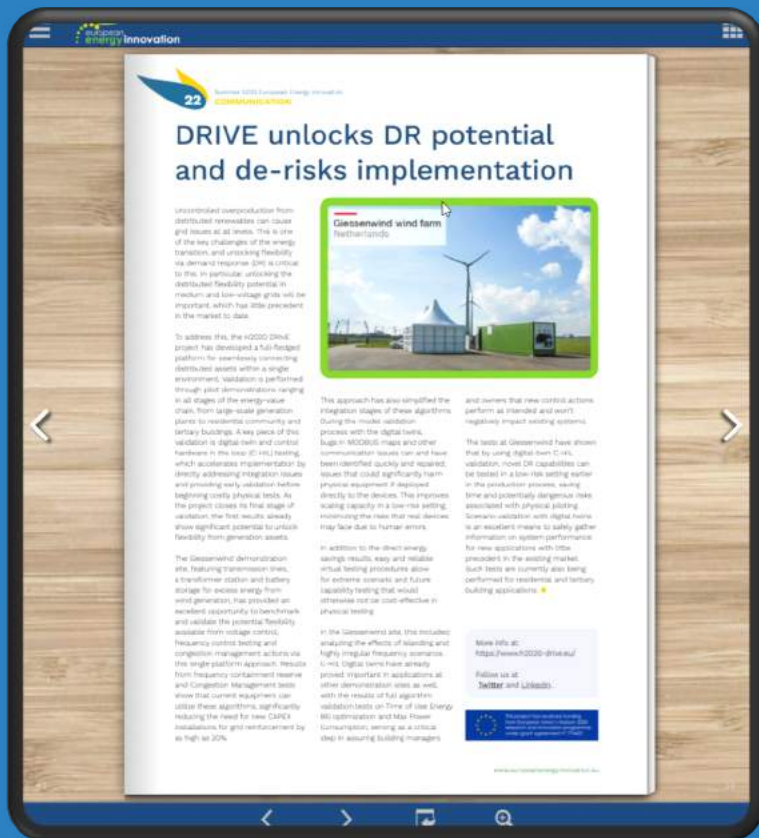 european
energy innovation
22
Summer 2020 European Energy Innovation
COMMUNICATION
DRIVE unlocks DR potential
and de-risks implementation
Uncontrolled overproduction from
distributed renewables can cause
grid issues at all levels. This is one
of the key challenges of the energy
transition, and unlocking flexibility
via demand response (DR) is critical
to this. In particular, unlocking the
distributed flexibility potential in
medium and low-voltage grids will be
important, which has little precedent
in the market to date.
To address this, the H2020 DRIVE
project has developed a full-fledged
platform for seamlessly connecting
distributed assets within a single
environment. Validation is performed
through pilot demonstrations ranging
in all stages of the energy-value
chain, from large-scale generation
plants to residential community and
tertiary buildings. A key piece of this
validation is digital twin and control
hardware in the loop (C-HIL) testing,
which accelerates implementation by
directly addressing integration issues
and providing early validation before
beginning costly physical tests. As
the project closes its final stage of
validation, the first results already
show significant potential to unlock
flexibility from generation assets.
The Giessenwind demonstration
site, featuring transmission lines,
a transformer station and battery
storage for excess energy from
wind generation, has provided an
excellent opportunity to benchmark
and validate the potential flexibility
available from voltage control,
frequency control testing and
congestion management actions via
this single platform approach. Results
from frequency containment reserve
and Congestion Management tests
show that current equipment can
utilize these algorithms, significantly
reducing the need for new CAPEX
installations for grid reinforcement by
as high as 20%.
Giessenwind wind farm
Netherlands
This approach has also simplified the
integration stages of these algorithms.
During the model validation
process with the digital twins,
bugs in MODBUS maps and other
communication issues can and have
been identified quickly and repaired,
issues that could significantly harm
physical equipment if deployed
directly to the devices. This improves
scaling capacity in a low-risk setting,
minimizing the risks that real devices
may face due to human errors.
In addition to the direct energy
savings results, easy and reliable
virtual testing procedures allow
for extreme scenario and future
capability testing that would
otherwise not be cost-effective in
physical testing.
In the Giessenwind site, this included
analyzing the effects of islanding and
highly irregular frequency scenarios.
C-HIL Digital twins have already
proved important in applications at
other demonstration sites as well,
with the results of full algorithm
validation tests on Time of Use Energy
Bill optimization and Max Power
Consumption, serving as a critical
step in assuring building managers
and owners that new control actions
perform as intended and won't
negatively impact existing systems.
The tests at Giessenwind have shown
that by using digital twin C-HIL
validation, novel DR capabilities can
be tested in a low-risk setting earlier
in the production process, saving
time and potentially dangerous risks
associated with physical piloting.
Scenario validation with digital twins
is an excellent means to safely gather
information on system performance
for new applications with little
precedent in the existing market.
Such tests are currently also being
performed for residential and tertiary
building applications.
More info at:
https://www.h2020-drive.eu/
Follow us at
Twitter and LinkedIn.
www.europeanenergyinnovation.eu